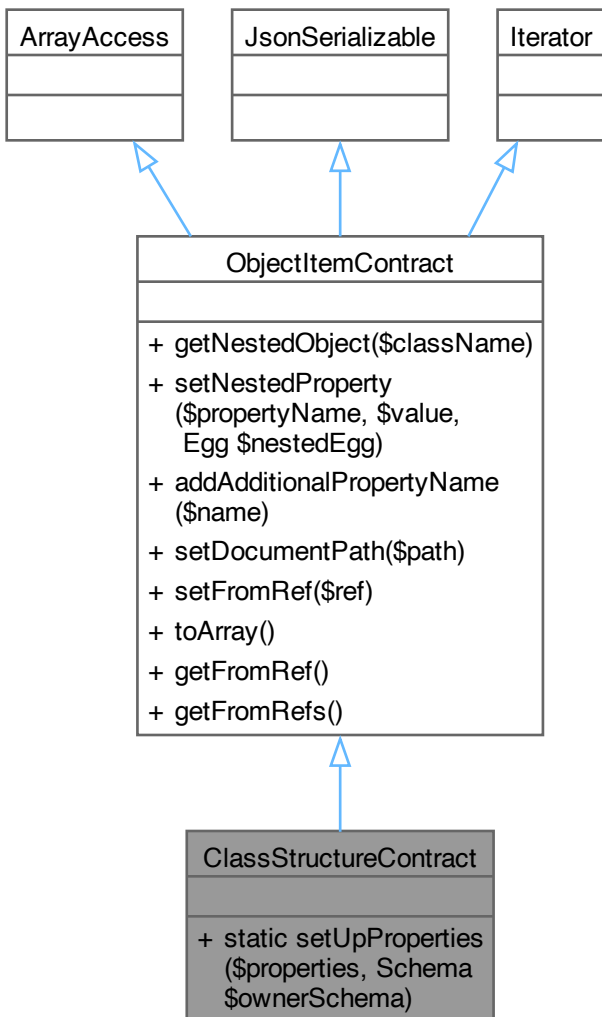 ArrayAccess
JsonSerializable
Iterator
ObjectItemContract
+ getNestedObject($className)
+ setNestedProperty
($propertyName, $value,
Egg $nestedEgg)
+ addAdditionalPropertyName
($name)
+ setDocumentPath($path)
+ setFromRef($ref)
+ toArray()
+ getFromRef()
+ getFromRefs()
ClassStructureContract
+ static setUpProperties
($properties, Schema
$ownerSchema)